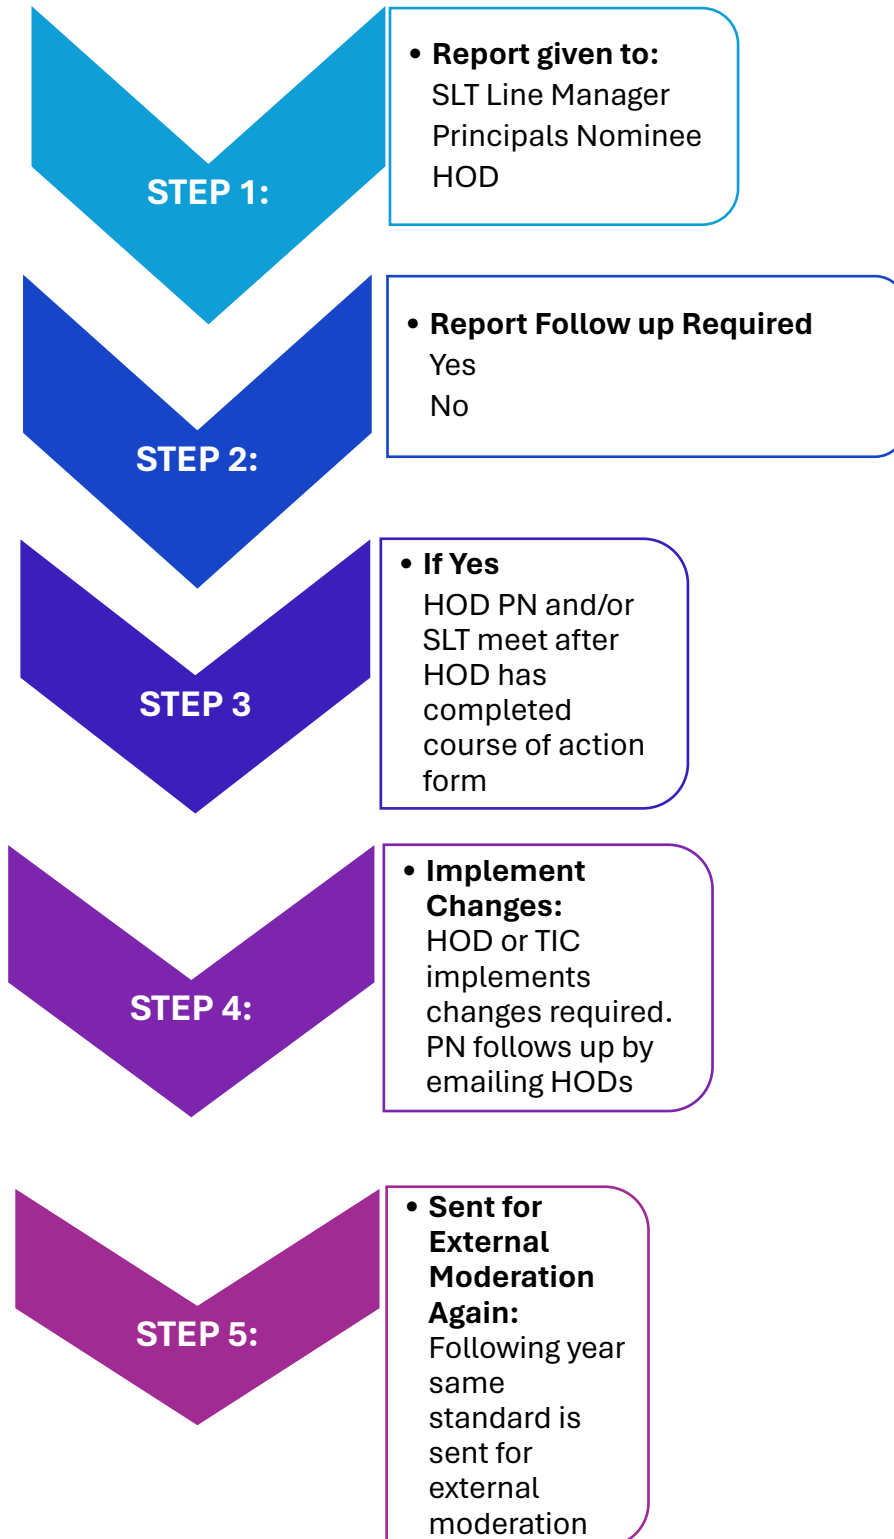 STEP 1:
• Report given to:
SLT Line Manager
Principals Nominee
HOD
STEP 2:
• Report Follow up Required
Yes
No
STEP 3
• If Yes
HOD PN and/or
SLT meet after
HOD has
completed
course of action
form
STEP 4:
• Implement
Changes:
HOD or TIC
implements
changes required.
PN follows up by
emailing HODs
STEP 5:
• Sent for
External
Moderation
Again:
Following year
same
standard is
sent for
external
moderation